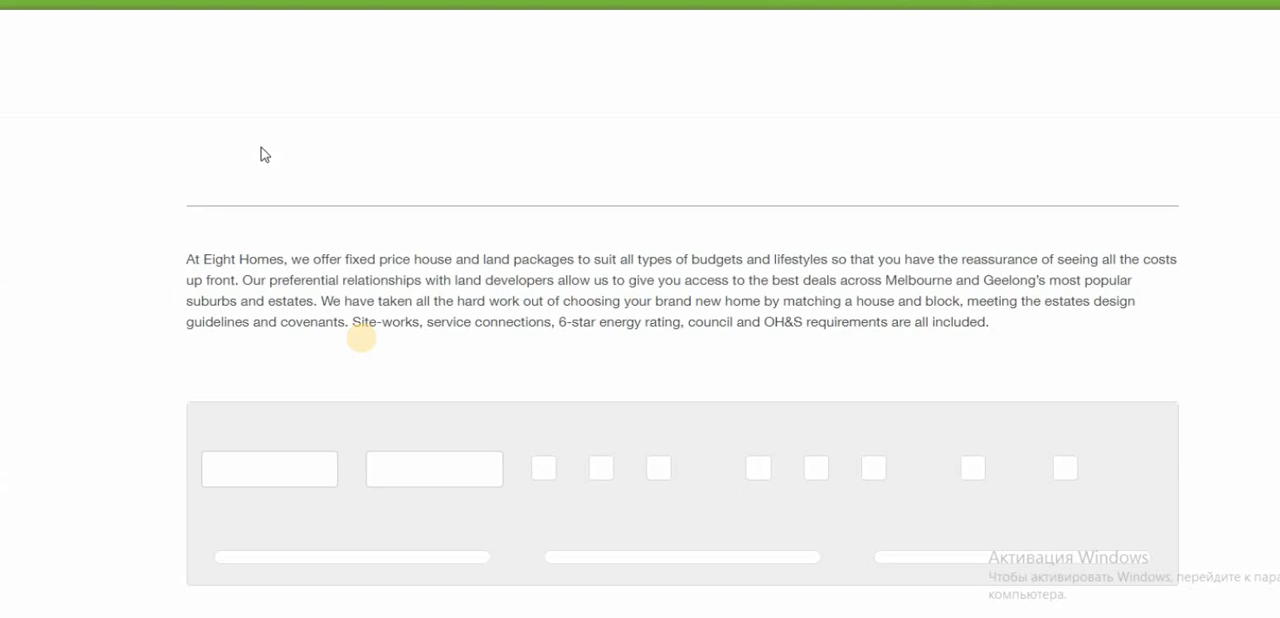 At Eight Homes, we offer fixed price house and land packages to suit all types of budgets and lifestyles so that you have the reassurance of seeing all the costs
up front. Our preferential relationships with land developers allow us to give you access to the best deals across Melbourne and Geelong's most popular
suburbs and estates. We have taken all the hard work out of choosing your brand new home by matching a house and block, meeting the estates design
guidelines and covenants. Site-works, service connections, 6-star energy rating, council and OH&S requirements are all included.
Активация Windows
Чтобы активировать Windows, перейдите к пара
компьютера.